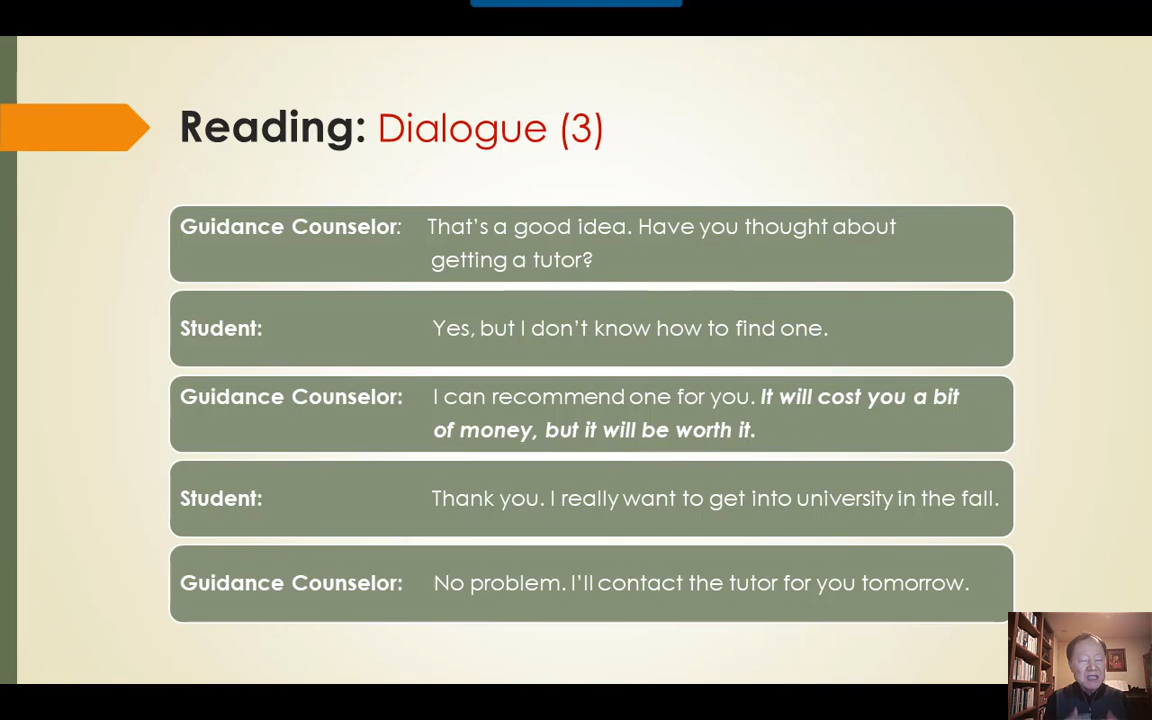 Reading: Dialogue (3)
Guidance Counselor: That's a good idea. Have you thought about
getting a tutor?
Student: Yes, but I don't know how to find one.
Guidance Counselor: I can recommend one for you. It will cost you a bit
of money, but it will be worth it.
Student: Thank you. I really want to get into university in the fall.
Guidance Counselor: No problem. I'll contact the tutor for you tomorrow.